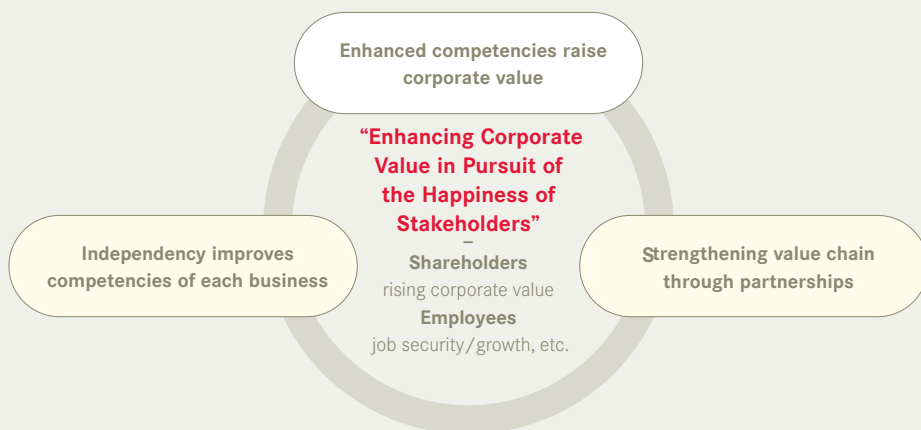 Enhanced competencies raise
corporate value
“Enhancing Corporate
Value in Pursuit of
the Happiness of
Stakeholders”
–
Shareholders
rising corporate value
Employees
job security/growth, etc.
Independency improves
competencies of each business
Strengthening value chain
through partnerships